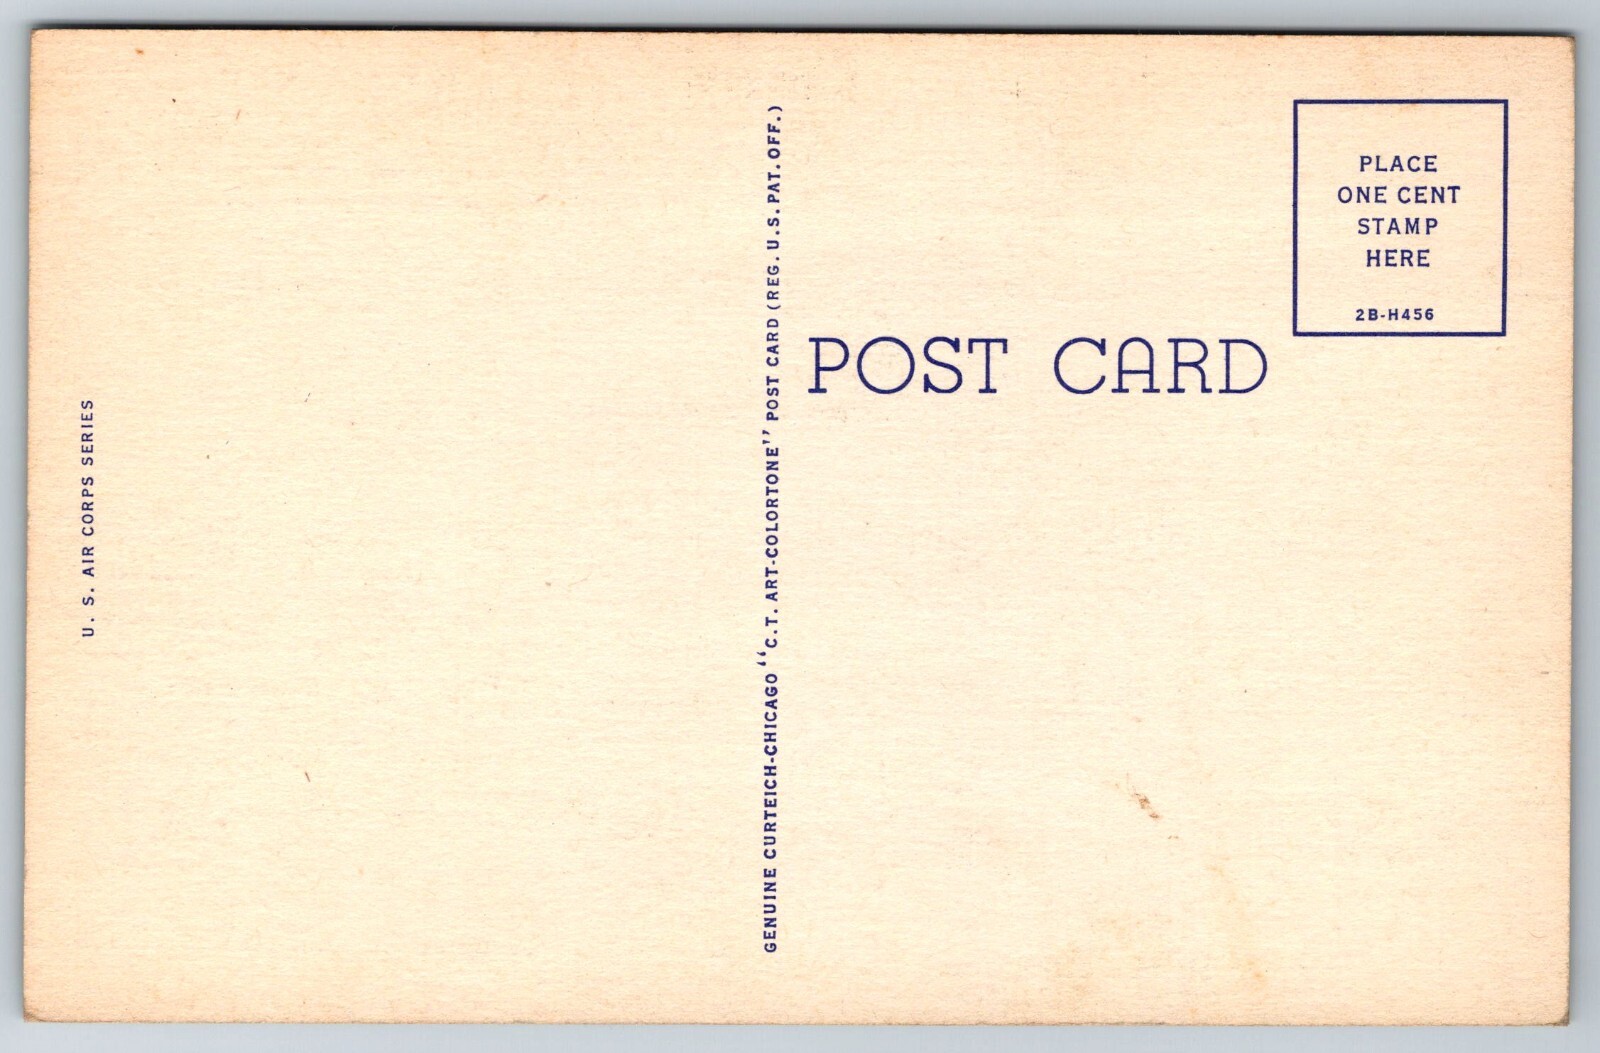 U. S. AIR CORPS SERIES
GENUINE CURTEICH-CHICAGO "C.T. ART-COLORTONE" POST CARD (REG. U.S. PAT. OFF.)
POST CARD
PLACE
ONE CENT
STAMP
HERE
2B-H456